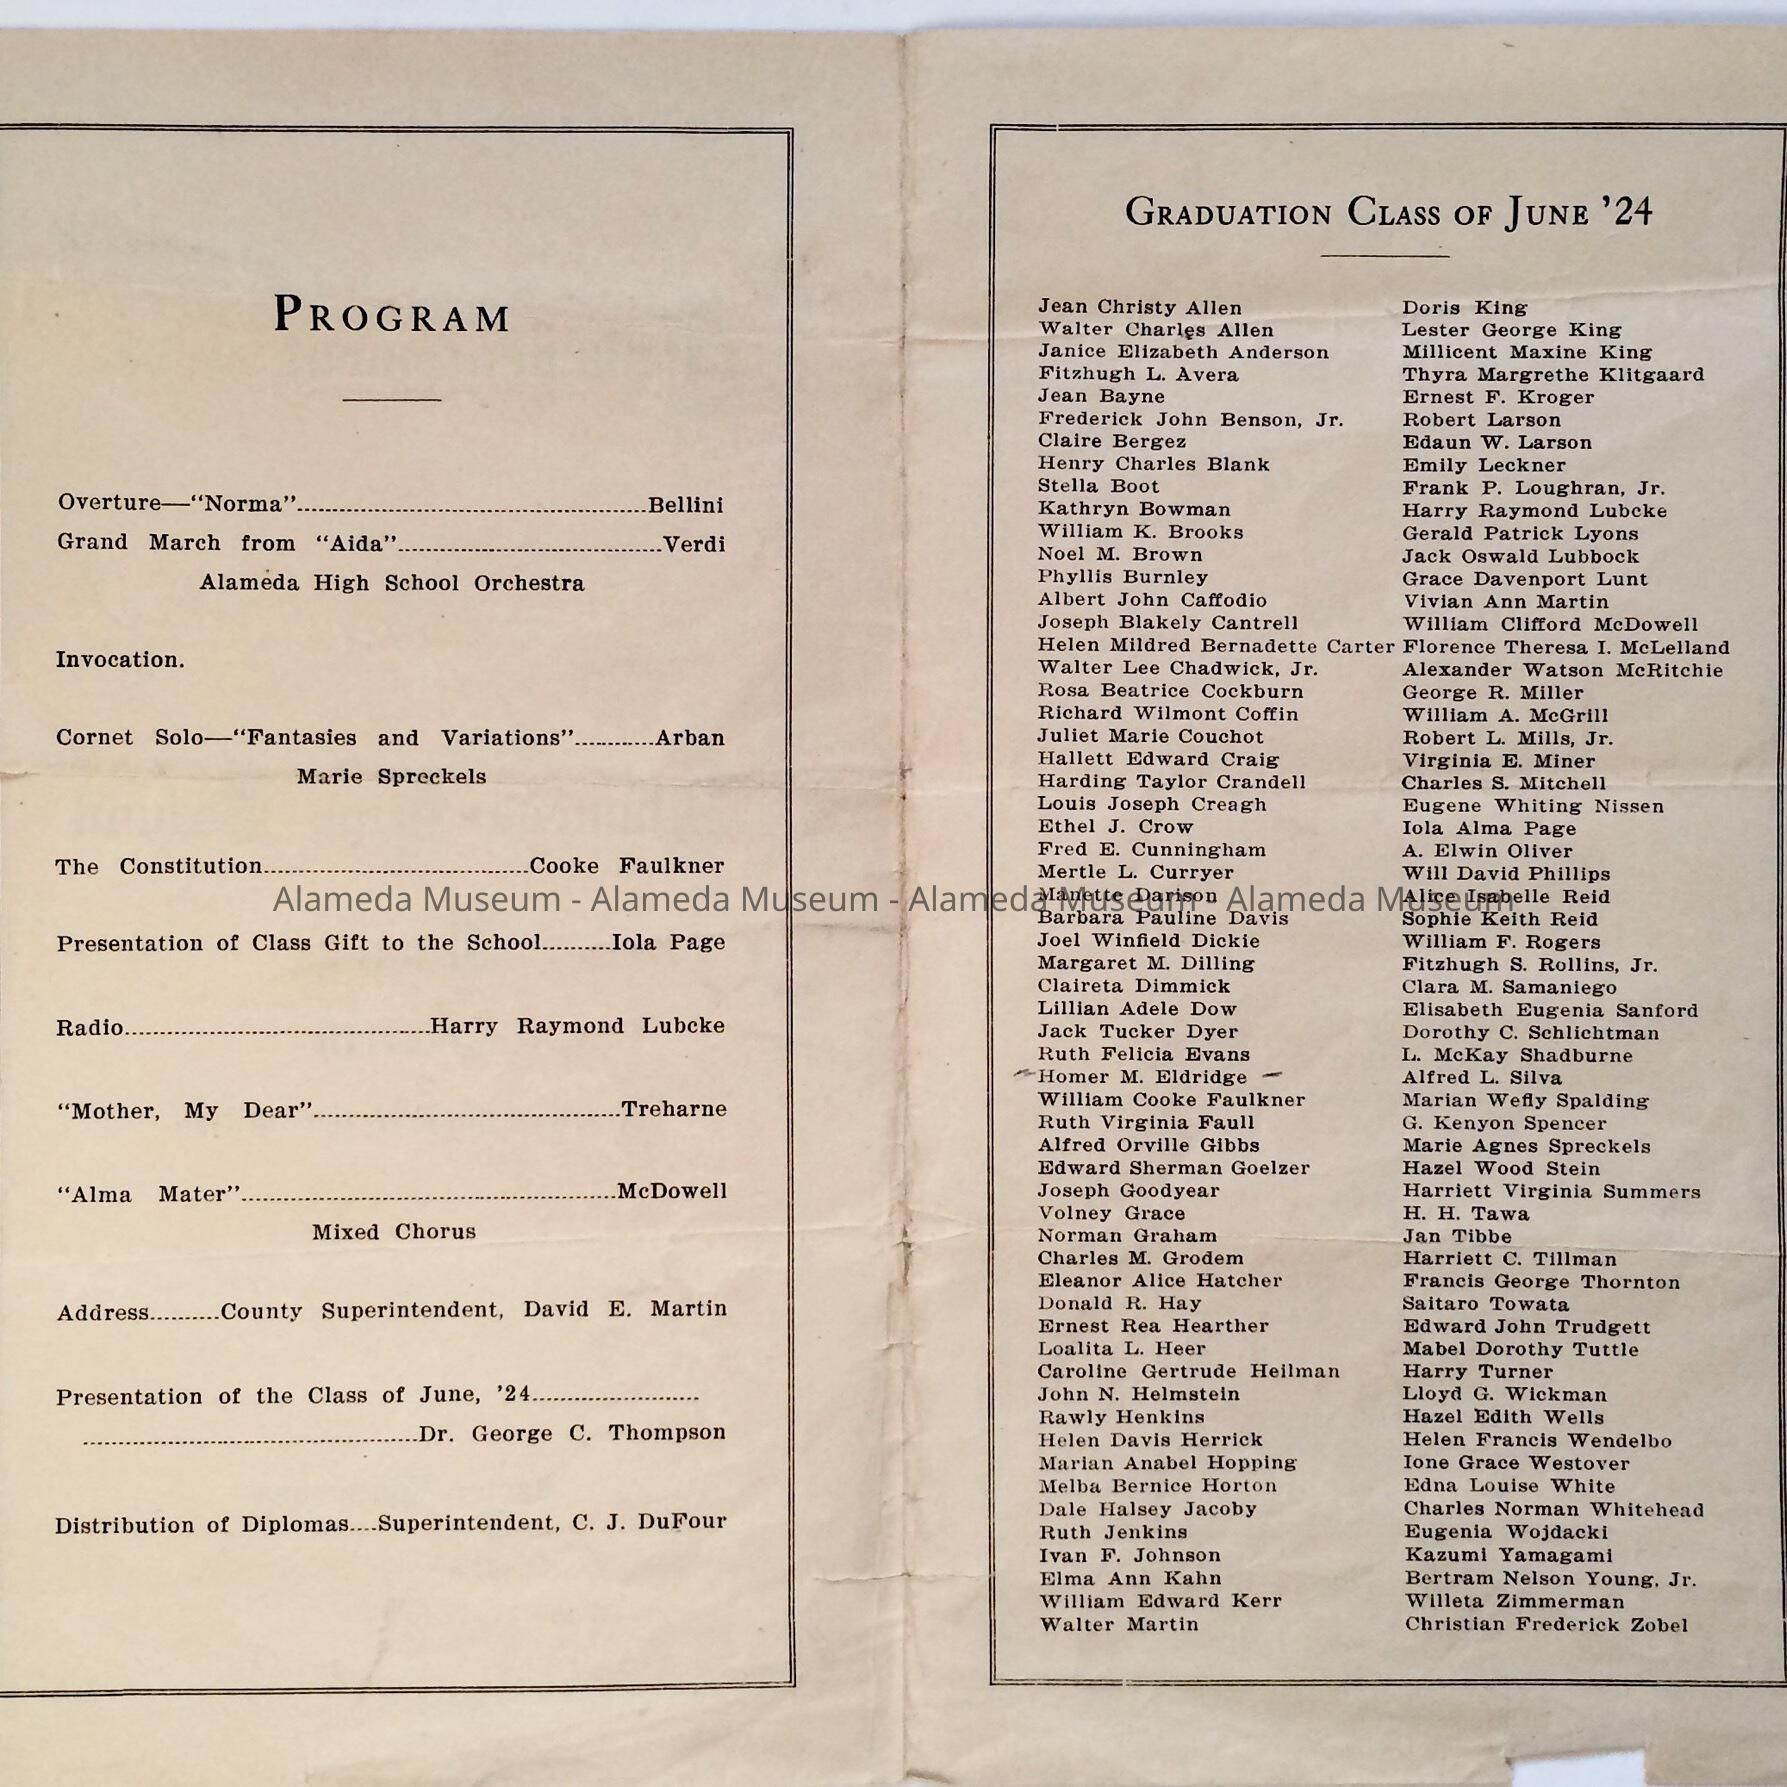 PROGRAM
Overture—“Norma”..........Bellini
Grand March from “Aida”..........Verdi
Alameda High School Orchestra
Invocation.
Cornet Solo—“Fantasies and Variations”..........Arban
Marie Spreckels
The Constitution..........Cooke Faulkner
Presentation of Class Gift to the School..........Iola Page
Radio..........Harry Raymond Lubcke
“Mother, My Dear”..........Treharne
“Alma Mater”..........McDowell
Mixed Chorus
Address..........County Superintendent, David E. Martin
Presentation of the Class of June, ’24..........
..........Dr. George C. Thompson
Distribution of Diplomas....Superintendent, C. J. DuFour
GRADUATION CLASS OF JUNE ’24
Jean Christy Allen
Walter Charles Allen
Janice Elizabeth Anderson
Fitzhugh L. Avera
Jean Bayne
Frederick John Benson, Jr.
Claire Bergez
Henry Charles Blank
Stella Boot
Kathryn Bowman
William K. Brooks
Noel M. Brown
Phyllis Burnley
Albert John Caffodio
Joseph Blakely Cantrell
Helen Mildred Bernadette Carter
Walter Lee Chadwick, Jr.
Rosa Beatrice Cockburn
Richard Wilmont Coffin
Juliet Marie Couchot
Hallett Edward Craig
Harding Taylor Crandell
Louis Joseph Creagh
Ethel J. Crow
Fred E. Cunningham
Mertle L. Curryer
Manette Darison
Barbara Pauline Davis
Joel Winfield Dickie
Margaret M. Dilling
Claireta Dimmick
Lillian Adele Dow
Jack Tucker Dyer
Ruth Felicia Evans
Homer M. Eldridge
William Cooke Faulkner
Ruth Virginia Faull
Alfred Orville Gibbs
Edward Sherman Goelzer
Joseph Goodyear
Volney Grace
Norman Graham
Charles M. Grodem
Eleanor Alice Hatcher
Donald R. Hay
Ernest Rea Hearther
Loalita L. Heer
Caroline Gertrude Heilman
John N. Helmstein
Rawly Henkins
Helen Davis Herrick
Marian Anabel Hopping
Melba Bernice Horton
Dale Halsey Jacoby
Ruth Jenkins
Ivan F. Johnson
Elma Ann Kahn
William Edward Kerr
Walter Martin
Doris King
Lester George King
Millicent Maxine King
Thyra Margrethe Klitgaard
Ernest F. Kroger
Robert Larson
Edaun W. Larson
Emily Leckner
Frank P. Loughran, Jr.
Harry Raymond Lubcke
Gerald Patrick Lyons
Jack Oswald Lubbock
Grace Davenport Lunt
Vivian Ann Martin
William Clifford McDowell
Florence Theresa I. McLelland
Alexander Watson McRitchie
George R. Miller
William A. McGrill
Robert L. Mills, Jr.
Virginia E. Miner
Charles S. Mitchell
Eugene Whiting Nissen
Iola Alma Page
A. Elwin Oliver
Will David Phillips
Alice Isabelle Reid
Sophie Keith Reid
William F. Rogers
Fitzhugh S. Rollins, Jr.
Clara M. Samaniego
Elisabeth Eugenia Sanford
Dorothy C. Schlichtman
L. McKay Shadburne
Alfred L. Silva
Marian Wefly Spalding
G. Kenyon Spencer
Marie Agnes Spreckels
Hazel Wood Stein
Harriett Virginia Summers
H. H. Tawa
Jan Tibbe
Harriett C. Tillman
Francis George Thornton
Saitaro Towata
Edward John Trudgett
Mabel Dorothy Tuttle
Harry Turner
Lloyd G. Wickman
Hazel Edith Wells
Helen Francis Wendelbo
Ione Grace Westover
Edna Louise White
Charles Norman Whitehead
Eugenia Wojdacki
Kazumi Yamagami
Bertram Nelson Young, Jr.
Willeta Zimmerman
Christian Frederick Zobel
Alameda Museum - Alameda Museum - Alameda Museum - Alameda Museum